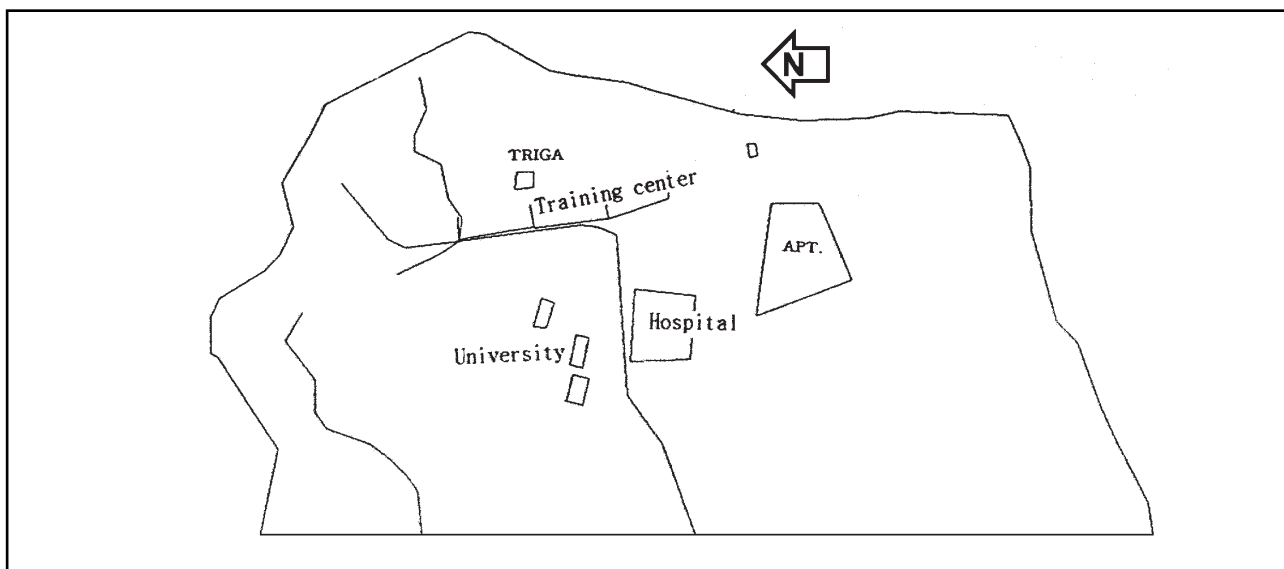 N
TRIGA
Training center
APT.
Hospital
University